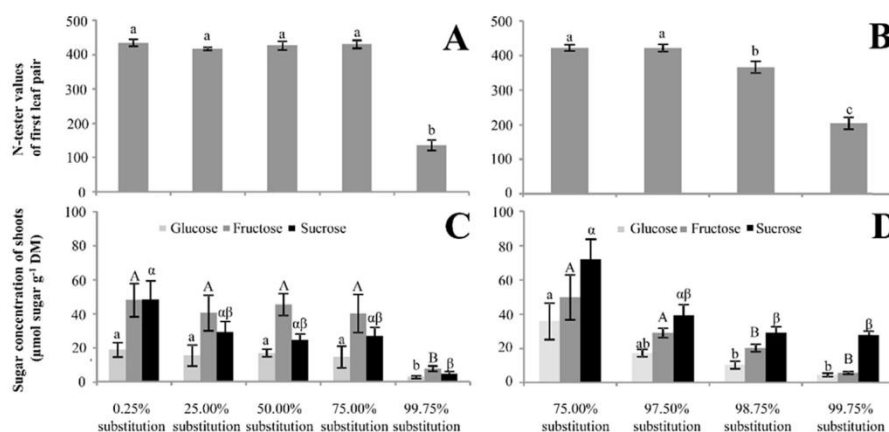 500
400
300
200
100
0
N-tester values
of first leaf pair
a
a
a
a
b
A
500
400
300
200
100
0
a
a
b
c
B
100
80
60
40
20
0
Sugar concentration of shoots
(µmol sugar g-1 DM)
Glucose Fructose Sucrose
C
a A α
a A αβ
a A αβ
a A αβ
b B β
0.25% 25.00% 50.00% 75.00% 99.75%
substitution substitution substitution substitution substitution
100
80
60
40
20
0
Glucose Fructose Sucrose
D
a A α
ab A αβ
b B β
b B β
75.00% 97.50% 98.75% 99.75%
substitution substitution substitution substitution